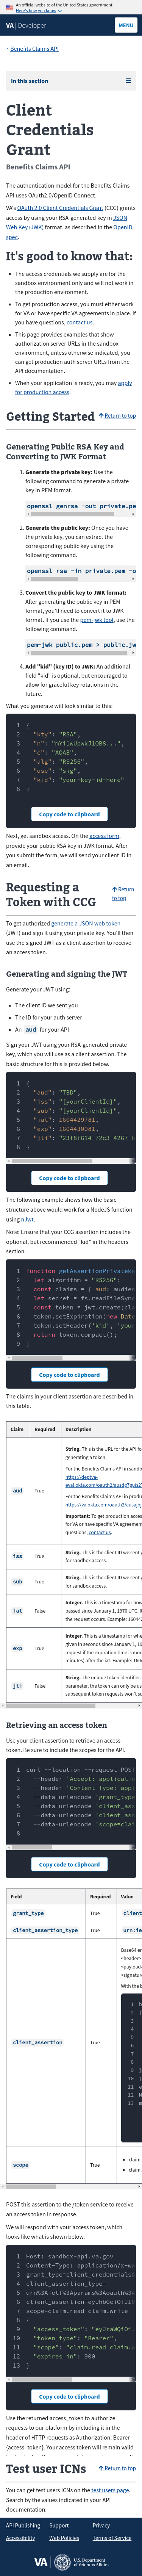 An official website of the United States government
Here's how you know
VA | Developer
MENU
‹ Benefits Claims API
In this section
Client
Credentials
Grant
Benefits Claims API
The authentication model for the Benefits Claims
API uses OAuth2.0/OpenID Connect.
VA's OAuth 2.0 Client Credentials Grant (CCG) grants
access by using your RSA-generated key in JSON
Web Key (JWK) format, as described in the OpenID
spec.
It's good to know that:
The access credentials we supply are for the
sandbox environment only and will not work in
the production environment.
To get production access, you must either work
for VA or have specific VA agreements in place. If
you have questions, contact us.
This page provides examples that show
authorization as it works in the sandbox
environment, unless otherwise indicated, you
can upload the specific server URLs from the
API documentation.
When your application is ready, you may apply
for production access.
Getting Started
Return to top
Generating Public RSA Key and
Converting to JWK Format
1. Generate the private key: Use the
following command to generate a private
key in PEM format.
openssl genrsa -out private.pe
2. Generate the public key: Once you have
the private key, you can extract the
corresponding public key using the
following command.
openssl rsa -in private.pem -o
3. Convert the public key to JWK format:
After generating the public key in PEM
format, you'll need to convert it to JWK
format. If you use the pem-jwk tool, use the
following command.
pem-jwk public.pem > public.jw
4. Add "kid" (key ID) to JWK: An additional
field "kid" is optional, but encouraged to
allow for graceful key rotation in the
future.
What you generate will look similar to this:
1 {
2 "kty": "RSA",
3
4 "e": "AQAB",
5 "alg": "RS256",
6 "use": "sig",
7 "kid": "your-key-id-here"
8 }
Copy code to clipboard
Next, get sandbox access. On the access form,
provide your public RSA key in JWK format. After
you submit the form, we will send your client ID in
an email.
Requesting a
Token with CCG
Return
to top
To get authorized generate a JSON web token
(JWT) and sign it using your private key. You'll then
use the signed JWT as a client assertion to receive
an access token.
Generating and signing the JWT
Generate your JWT using:
The client ID we sent you
The ID for your auth server
An aud for your API
Sign your JWT using your RSA-generated private
key, which you will use as a client assertion. The
basic structure for this is provided below.
1 {
2 "aud": "TBD",
3 "iss": "{yourClientId}",
4 "sub": "{yourClientId}",
5 "iat": 1604429781,
6 "exp": 1604430081,
7 "jti": "23f8f614-72c3-4267-
8 }
Copy code to clipboard
The following example shows how the basic
structure above would work for a NodeJS function
using nJwt.
Note: Ensure that your CCG request includes the
optional, but recommended "kid" in the headers
section.
1 function getAssertionPrivatek
2 let algorithm = "RS256";
3 const claims = { aud: audie
4 let secret = fs.readFileSyn
5 const token = jwt.create(cl
6 token.setExpiration(new Dat
7 token.setHeader('kid',
8 return token.compact();
9 }
Copy code to clipboard
The claims in your client assertion are described in
this table.
Claim Required Description
aud True
String. This is the URL for the API fo
generating a token.
For the Benefits Claims API in sandb
https://deptva-
eval.okta.com/oauth2/
For the Benefits Claims API in produ
https://va.okta.com/oauth2/
Important: To get production acces
for VA or have specific VA agreemen
questions, contact us.
iss True
String. This is the client ID we sent y
for sandbox access.
sub True
String. This is the client ID we sent y
for sandbox access.
iat False
Integer. This is a timestamp for how
passed since January 1, 1970 UTC. It
the request occurs. Example: 
exp True
Integer. This is a timestamp for whe
given in seconds since January 1, 19
request if the expiration time is mor
minutes) after the iat. Example: 
jti False
String. The unique token identifier.
parameter, the token can only be us
subsequent token requests won't su
Retrieving an access token
Use your client assertion to retrieve an access
token. Be sure to include the scopes for the API.
1 curl --location --request POS
2 --header 'Accept: applicati
3 --header 'Content-Type: app
4 --data-urlencode 'grant_typ
5 --data-urlencode 'client_as
6 --data-urlencode 'client_as
7 --data-urlencode 'scope=cla
8
Copy code to clipboard
Field Required Value
grant_type True client
client_assertion_type True urn:ie
client_assertion True
Base64 en
<header>
<payload>
<signature
With the b
scope True
claim.
claim.
POST this assertion to the /token service to receive
an access token in response.
We will respond with your access token, which
looks like what is shown below.
1 Host: sandbox-api.va.gov
2 Content-Type: application/x-w
3 grant_type=client_credentials
4 client_assertion_type=
5 urn%3Aietf%3Aparams%3Aoauth%3
6
7 scope=claim.read claim.write
8 {
9
10 "token_type": "Bearer",
11 "scope": "claim.read claim.
12 "expires_in": 900
13 }
Copy code to clipboard
Use the returned access_token to authorize
requests to our platform by including it in the
header of HTTP requests as Authorization: Bearer
{access_token}. Your access token will remain valid
Test user ICNs
Return to top
You can get test users ICNs on the test users page.
Search by the values indicated in your API
documentation.
API Publishing Support Privacy
Accessibility Web Policies Terms of Service
VA U.S. Department
of Veterans Affairs